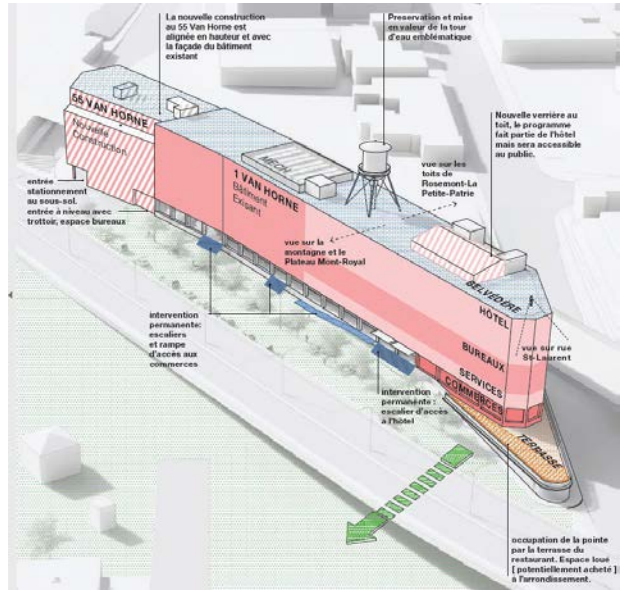 La nouvelle construction
au 55 Van Horne est
alignée en hauteur et avec
la façade du bâtiment
existant
Preservation et mise
en valeur de la tour
d'eau emblématique
Nouvelle verrière au
toit, le programme
fait partie de l'hôtel
mais sera accessible
au public.
55 VAN HORNE
Nouvelle
Construction
MECH.
vue sur les
toits de
Rosemont-La
Petite-Patrie
1 VAN HORNE
Bâtiment
Exisant
entrée
stationnement
au sous-sol.
entrée à niveau avec
trottoir, espace bureaux
vue sur la
montagne et le
Plateau Mont-Royal
BELVÉDÈRE
HÔTEL
BUREAUX
SERVICES
COMMERCES
vue sur rue
St-Laurent
intervention
permanente:
escaliers
et rampe
d'accès aux
commerces
intervention
permanente :
escalier d'accès
à l'hôtel
TERRASSE
occupation de la pointe
par la terrasse du
restaurant. Espace loué
[ potentiellement acheté ]
à l'arrondissement.